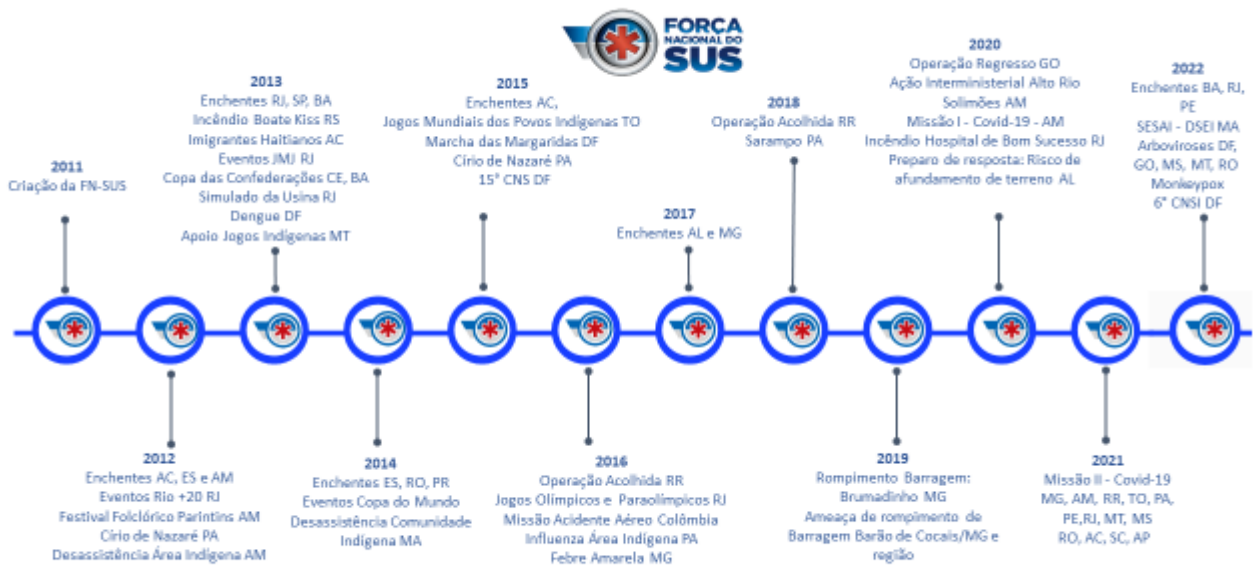 FORÇA
NACIONAL DO
SUS
2011
Criação da FN-SUS
2012
Enchentes AC, ES e AM
Eventos Rio +20 RJ
Festival Folclórico Parintins AM
Círio de Nazaré PA
Desassistência Área Indígena AM
2013
Enchentes RJ, SP, BA
Incêndio Boate Kiss RS
Imigrantes Haitianos AC
Eventos JMJ RJ
Copa das Confederações CE, BA
Simulado da Usina RJ
Dengue DF
Apoio Jogos Indígenas MT
2014
Enchentes ES, RO, PR
Eventos Copa do Mundo
Desassistência Comunidade
Indígena MA
2015
Enchentes AC,
Jogos Mundiais dos Povos Indígenas TO
Marcha das Margaridas DF
Círio de Nazaré PA
15° CNS DF
2016
Operação Acolhida RR
Jogos Olímpicos e Paraolímpicos RJ
Missão Acidente Aéreo Colômbia
Influenza Área Indígena PA
Febre Amarela MG
2017
Enchentes AL e MG
2018
Operação Acolhida RR
Sarampo PA
2019
Rompimento Barragem:
Brumadinho MG
Ameaça de rompimento de
Barragem Barão de Cocais/MG e
região
2020
Operação Regresso GO
Ação Interministerial Alto Rio
Solimões AM
Missão I - Covid-19 - AM
Incêndio Hospital de Bom Sucesso RJ
Preparo de resposta: Risco de
afundamento de terreno AL
2021
Missão II - Covid-19
MG, AM, RR, TO, PA,
PE,RJ, MT, MS
RO, AC, SC, AP
2022
Enchentes BA, RJ,
PE
SESAI - DSEI MA
Arboviroses DF,
GO, MS, MT, RO
Monkeypox
6° CNSI DF